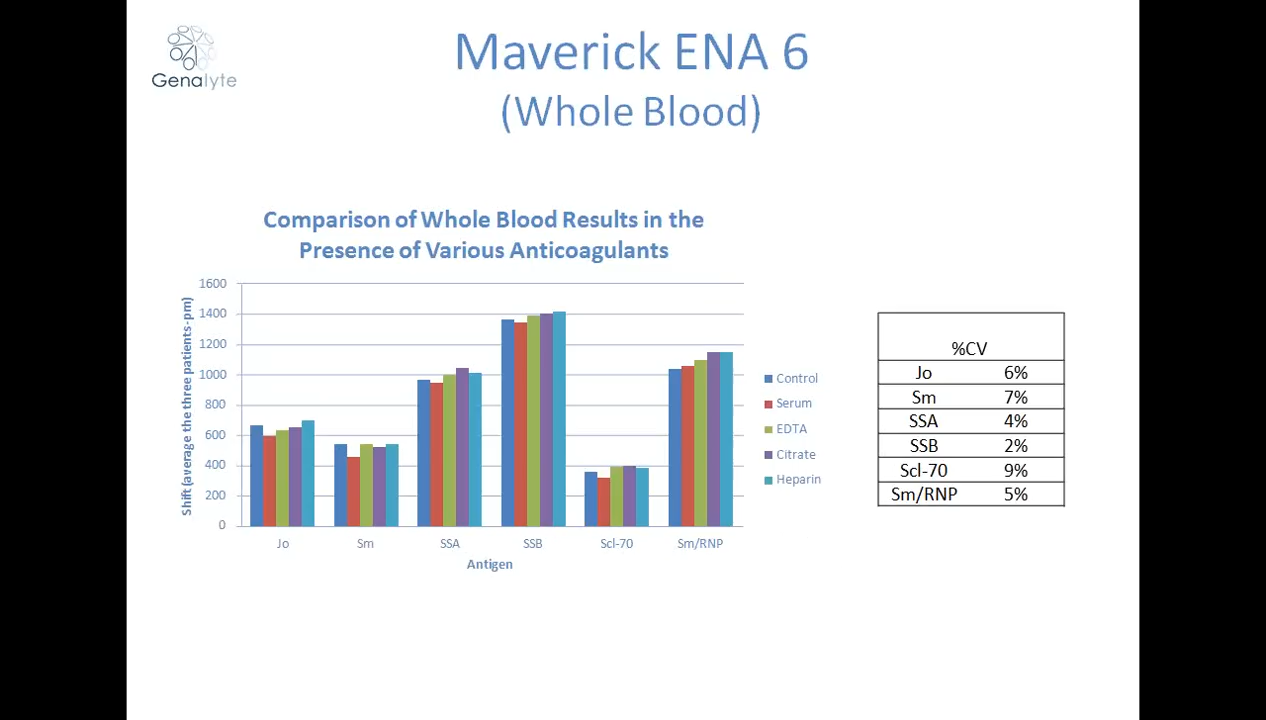 Genalyte
Maverick ENA 6
(Whole Blood)
Comparison of Whole Blood Results in the
Presence of Various Anticoagulants
Shift (average the three patients-pm)
1600
1400
1200
1000
800
600
400
200
0
Jo Sm SSA SSB Scl-70 Sm/RNP
Antigen
Control
Serum
EDTA
Citrate
Heparin
%CV
Jo 6%
Sm 7%
SSA 4%
SSB 2%
Scl-70 9%
Sm/RNP 5%